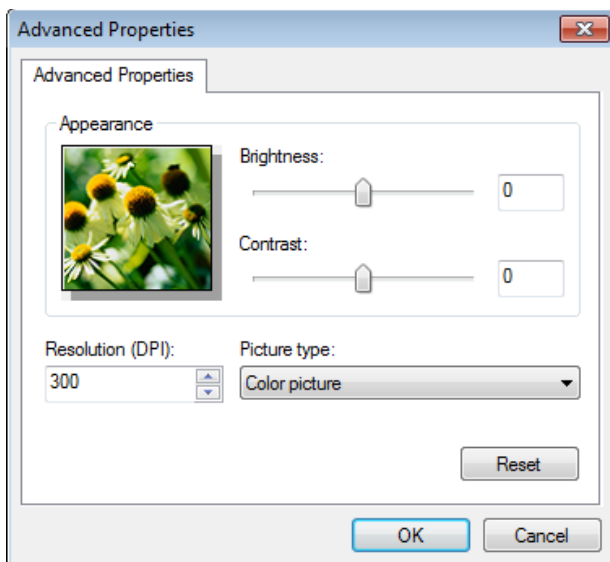 Advanced Properties
Advanced Properties
Appearance
Brightness:
0
Contrast:
0
Resolution (DPI): Picture type:
300 Color picture
Reset
OK Cancel